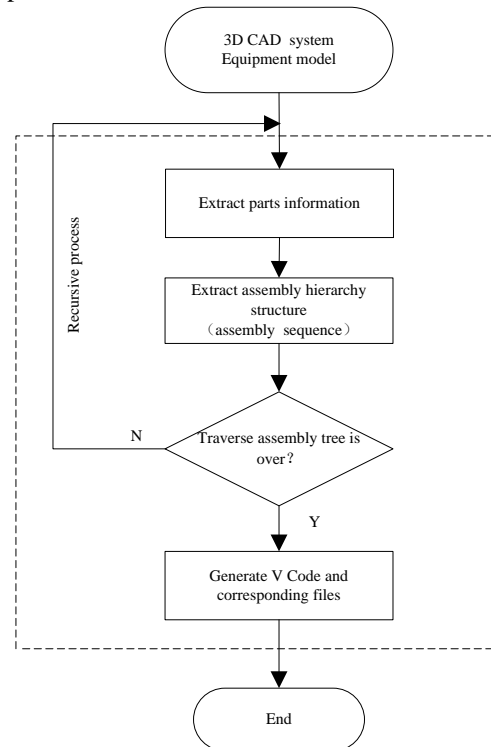 3D CAD  system
Equipment model
Recursive process
Extract parts information
Extract assembly hierarchy
structure
（assembly  sequence）
Traverse assembly tree is
over？
N
Y
Generate V Code and
corresponding files
End